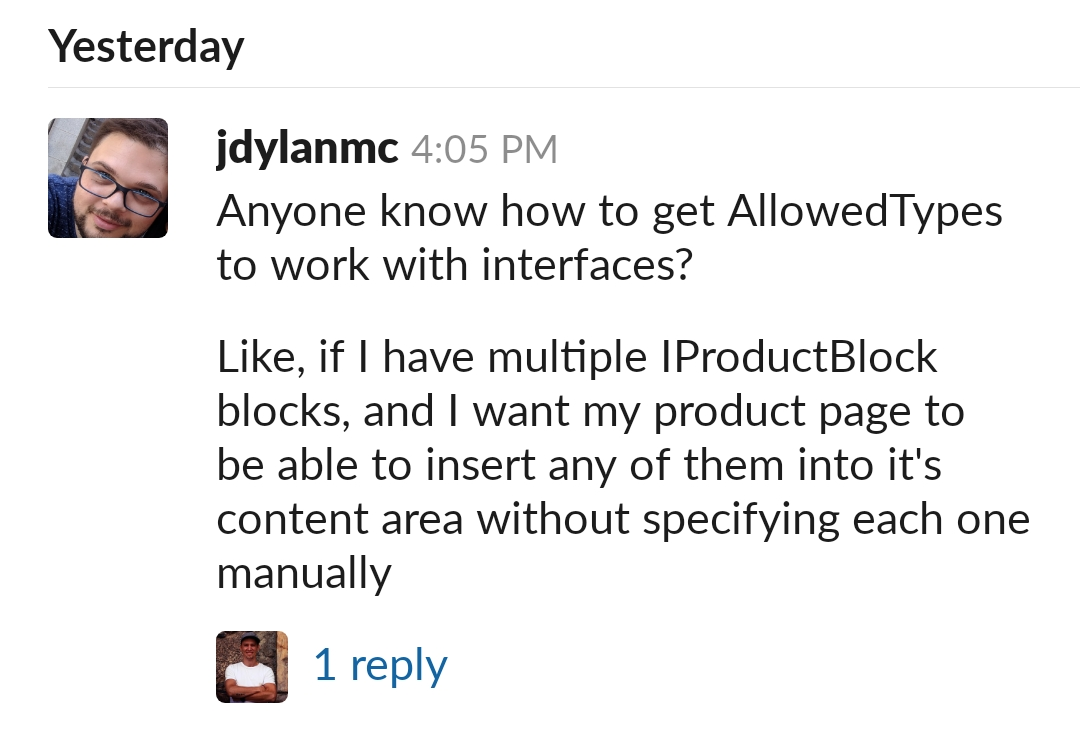 Yesterday
jdylanmc 4:05 PM
Anyone know how to get AllowedTypes
to work with interfaces?
Like, if I have multiple IProductBlock
blocks, and I want my product page to
be able to insert any of them into it's
content area without specifying each one
manually
1 reply